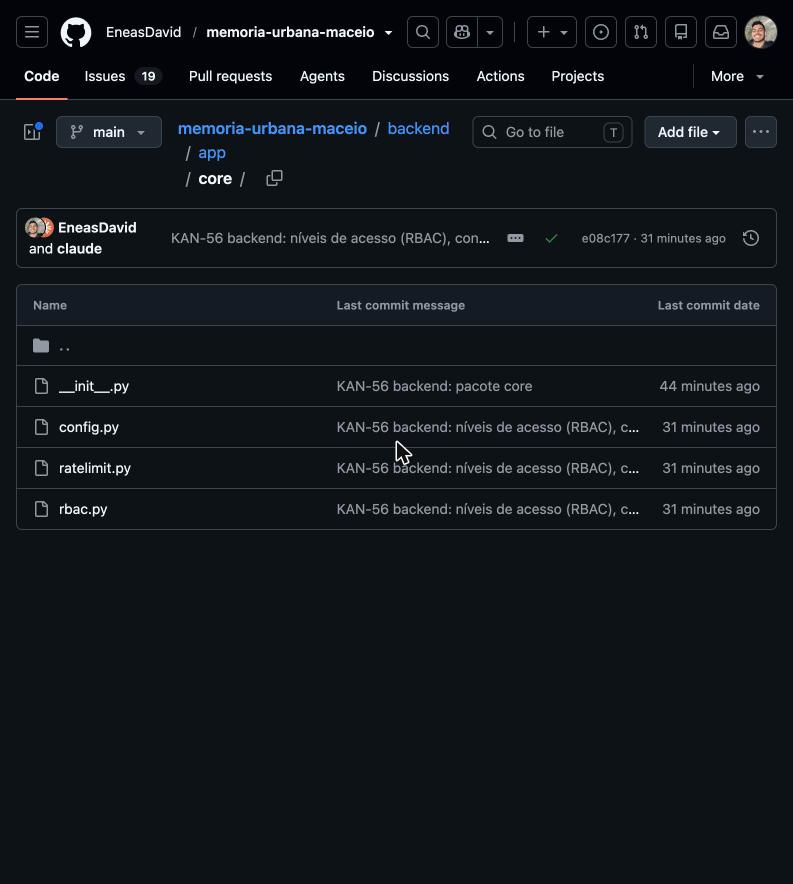 EneasDavid / memoria-urbana-maceio
Code Issues 19 Pull requests Agents Discussions Actions Projects More
main
memoria-urbana-maceio / backend
/ app
/ core /
Go to file T
Add file
EneasDavid
and claude
KAN-56 backend: níveis de acesso (RBAC), con...
e08c177 · 31 minutes ago
Name Last commit message Last commit date
..
__init__.py KAN-56 backend: pacote core 44 minutes ago
config.py KAN-56 backend: níveis de acesso (RBAC), c... 31 minutes ago
ratelimit.py KAN-56 backend: níveis de acesso (RBAC), c... 31 minutes ago
rbac.py KAN-56 backend: níveis de acesso (RBAC), c... 31 minutes ago